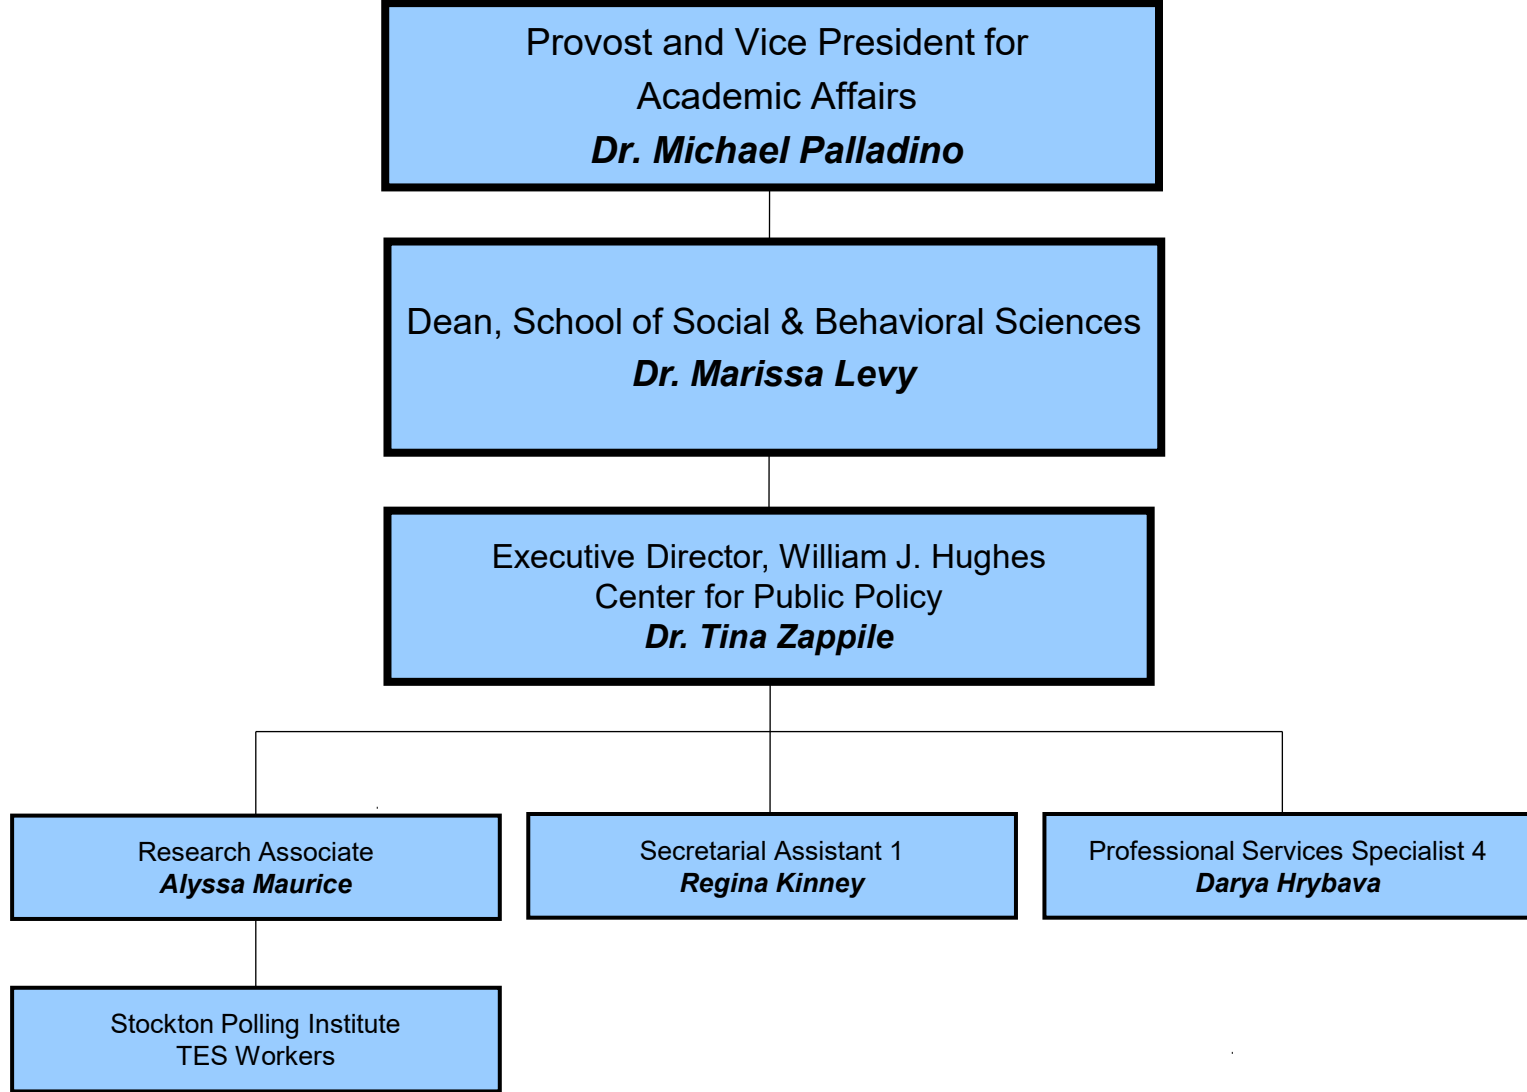 Provost and Vice President for
Academic Affairs
Dr. Michael Palladino
Dean, School of Social & Behavioral Sciences
Dr. Marissa Levy
Executive Director, William J. Hughes
Center for Public Policy
Dr. Tina Zappile
Research Associate
Alyssa Maurice
Secretarial Assistant 1
Regina Kinney
Professional Services Specialist 4
Darya Hrybava
Stockton Polling Institute
TES Workers